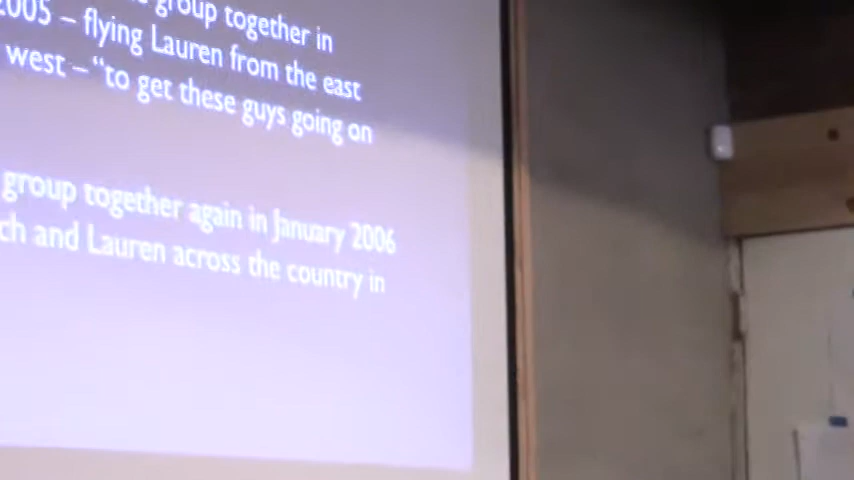 group together in
2005 – flying Lauren from the east
west – “to get these guys going on
group together again in January 2006
ch and Lauren across the country in